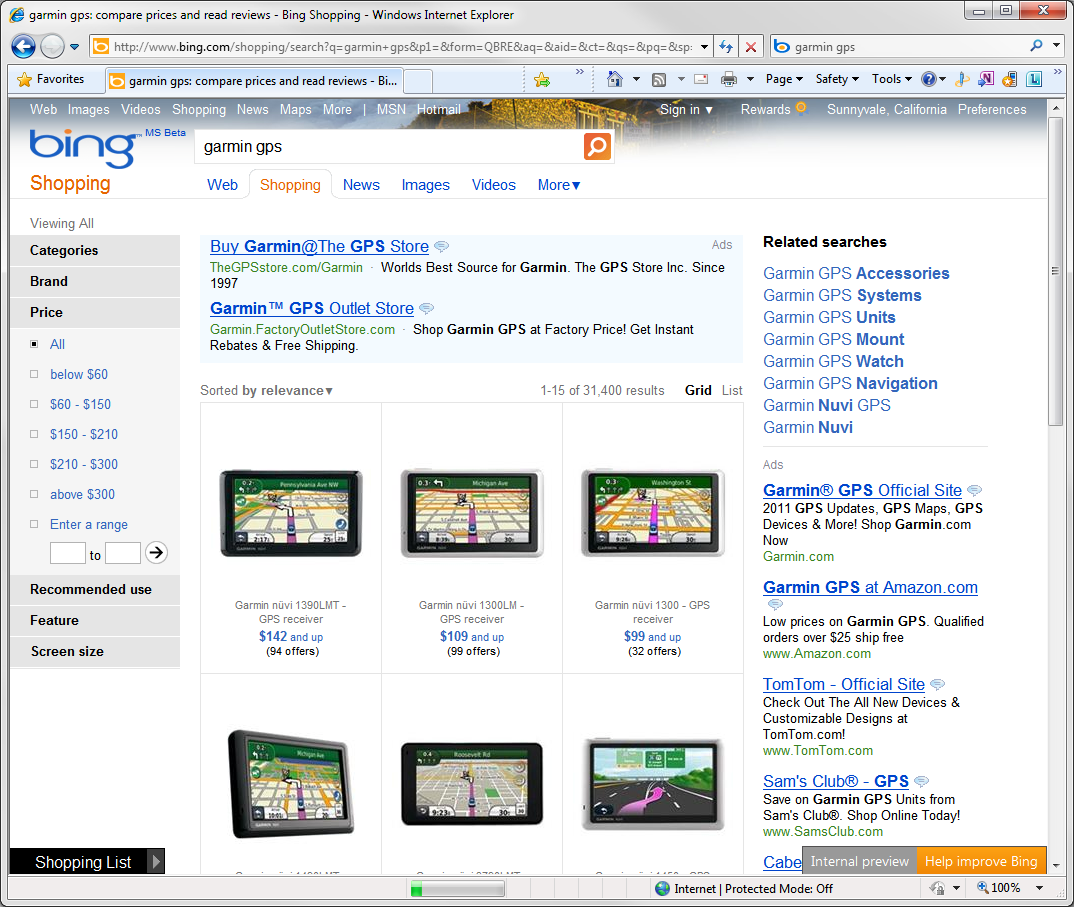 garmin gps: compare prices and read reviews - Bing Shopping - Windows Internet Explorer
http://www.bing.com/shopping/search?q=garmin+gps&p1=&form=QBRE&aq=&aid=&ct=&qs=&pq=&sp=
garmin gps
Favorites
garmin gps: compare prices and read reviews - Bi...
Page
Safety
Tools
Web Images Videos Shopping News Maps More | MSN Hotmail
Sign in
Rewards
Sunnyvale, California
Preferences
bing™ MS Beta
garmin gps
Shopping
Web Shopping News Images Videos More▼
Viewing All
Categories
Brand
Price
All
below $60
$60 - $150
$150 - $210
$210 - $300
above $300
Enter a range
to
Recommended use
Feature
Screen size
Shopping List
Buy Garmin@The GPS Store
Ads
TheGPSstore.com/Garmin · Worlds Best Source for Garmin. The GPS Store Inc. Since
1997
Garmin™ GPS Outlet Store
Garmin.FactoryOutletStore.com · Shop Garmin GPS at Factory Price! Get Instant
Rebates & Free Shipping.
Sorted by relevance▼
1-15 of 31,400 results
Grid List
Pennsylvania Ave NW
Michigan Ave
Washington St
Garmin nüvi 1390LMT -
GPS receiver
$142 and up
(94 offers)
Garmin nüvi 1300LM -
GPS receiver
$109 and up
(99 offers)
Garmin nüvi 1300 - GPS
receiver
$99 and up
(32 offers)
Michigan Ave
Roosevelt Rd
Related searches
Garmin GPS Accessories
Garmin GPS Systems
Garmin GPS Units
Garmin GPS Mount
Garmin GPS Watch
Garmin GPS Navigation
Garmin Nuvi GPS
Garmin Nuvi
Ads
Garmin® GPS Official Site
2011 GPS Updates, GPS Maps, GPS
Devices & More! Shop Garmin.com
Now
Garmin.com
Garmin GPS at Amazon.com
Low prices on Garmin GPS. Qualified
orders over $25 ship free
www.Amazon.com
TomTom - Official Site
Check Out The All New Devices &
Customizable Designs at
TomTom.com!
www.TomTom.com
Sam's Club® - GPS
Save on Garmin GPS Units from
Sam's Club®. Shop Online Today!
www.SamsClub.com
Cabe
Internal preview
Help improve Bing
Internet | Protected Mode: Off
100%